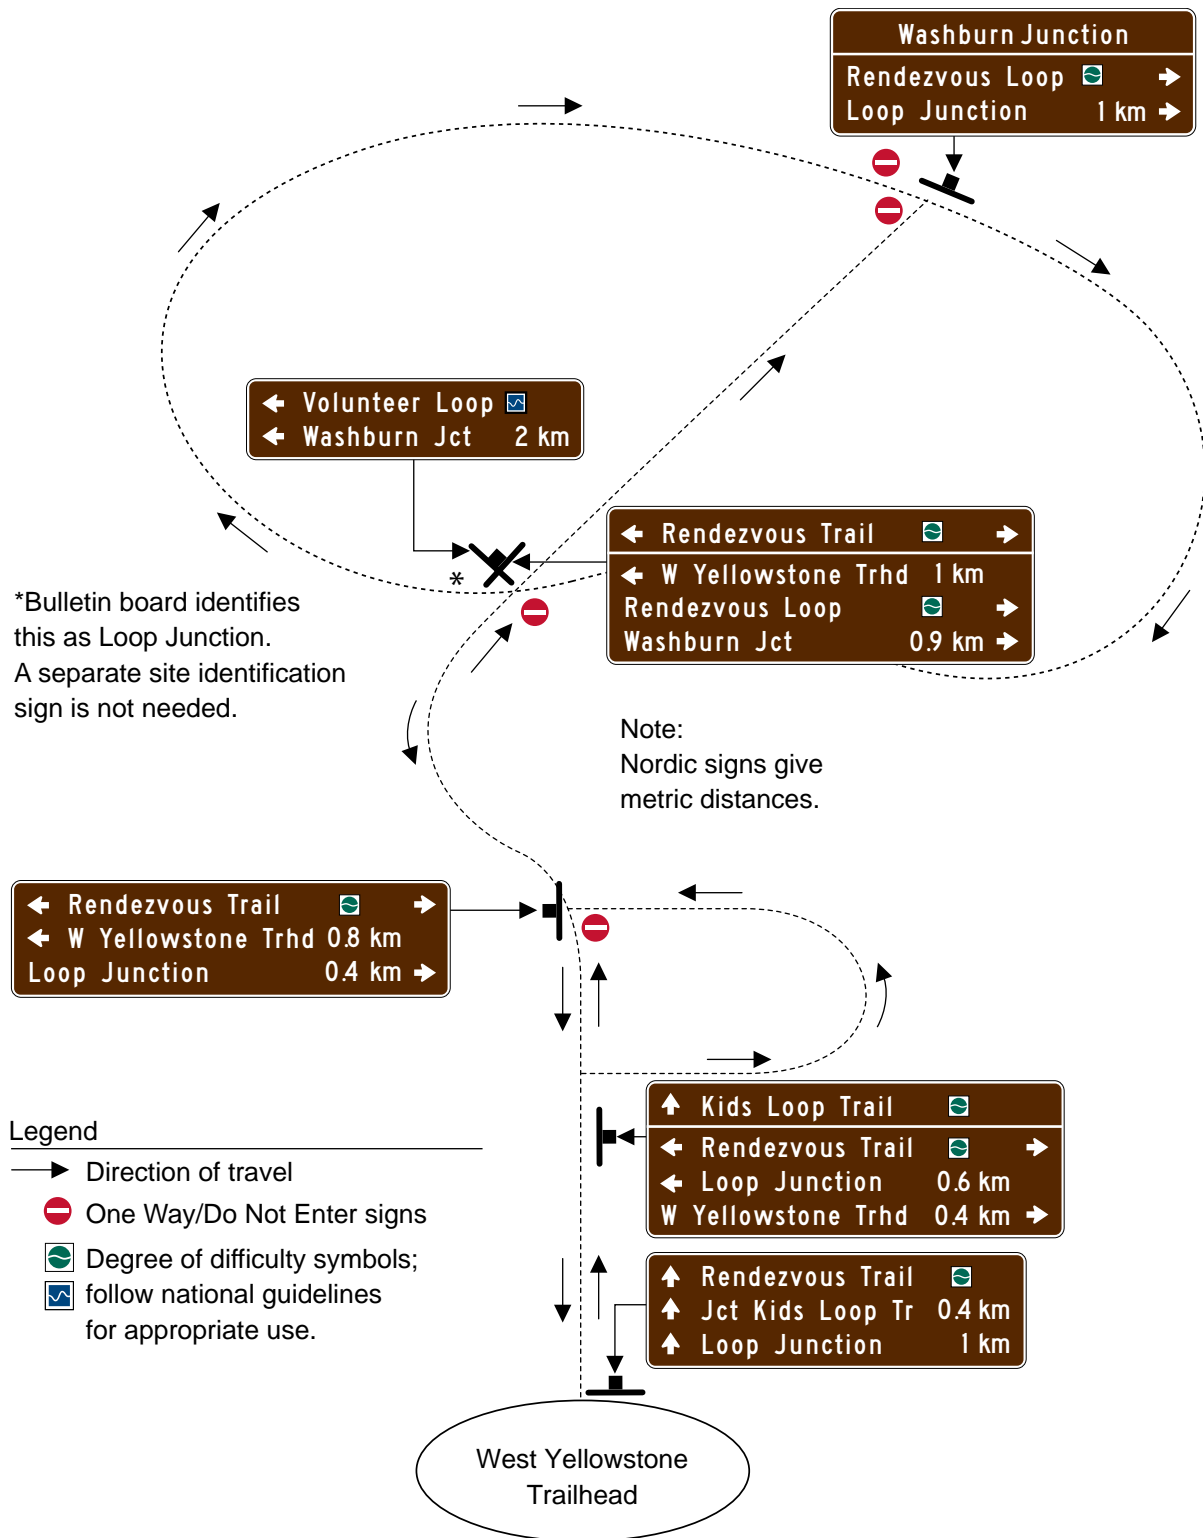 Washburn Junction
Rendezvous Loop
Loop Junction 1 km
Volunteer Loop
Washburn Jct 2 km
Rendezvous Trail
W Yellowstone Trhd 1 km
Rendezvous Loop
Washburn Jct 0.9 km
*
*Bulletin board identifies
this as Loop Junction.
A separate site identification
sign is not needed.
Note:
Nordic signs give
metric distances.
Rendezvous Trail
W Yellowstone Trhd 0.8 km
Loop Junction 0.4 km
Kids Loop Trail
Rendezvous Trail
Loop Junction 0.6 km
W Yellowstone Trhd 0.4 km
Legend
Direction of travel
One Way/Do Not Enter signs
Degree of difficulty symbols;
follow national guidelines
for appropriate use.
Rendezvous Trail
Jct Kids Loop Tr 0.4 km
Loop Junction 1 km
West Yellowstone
Trailhead